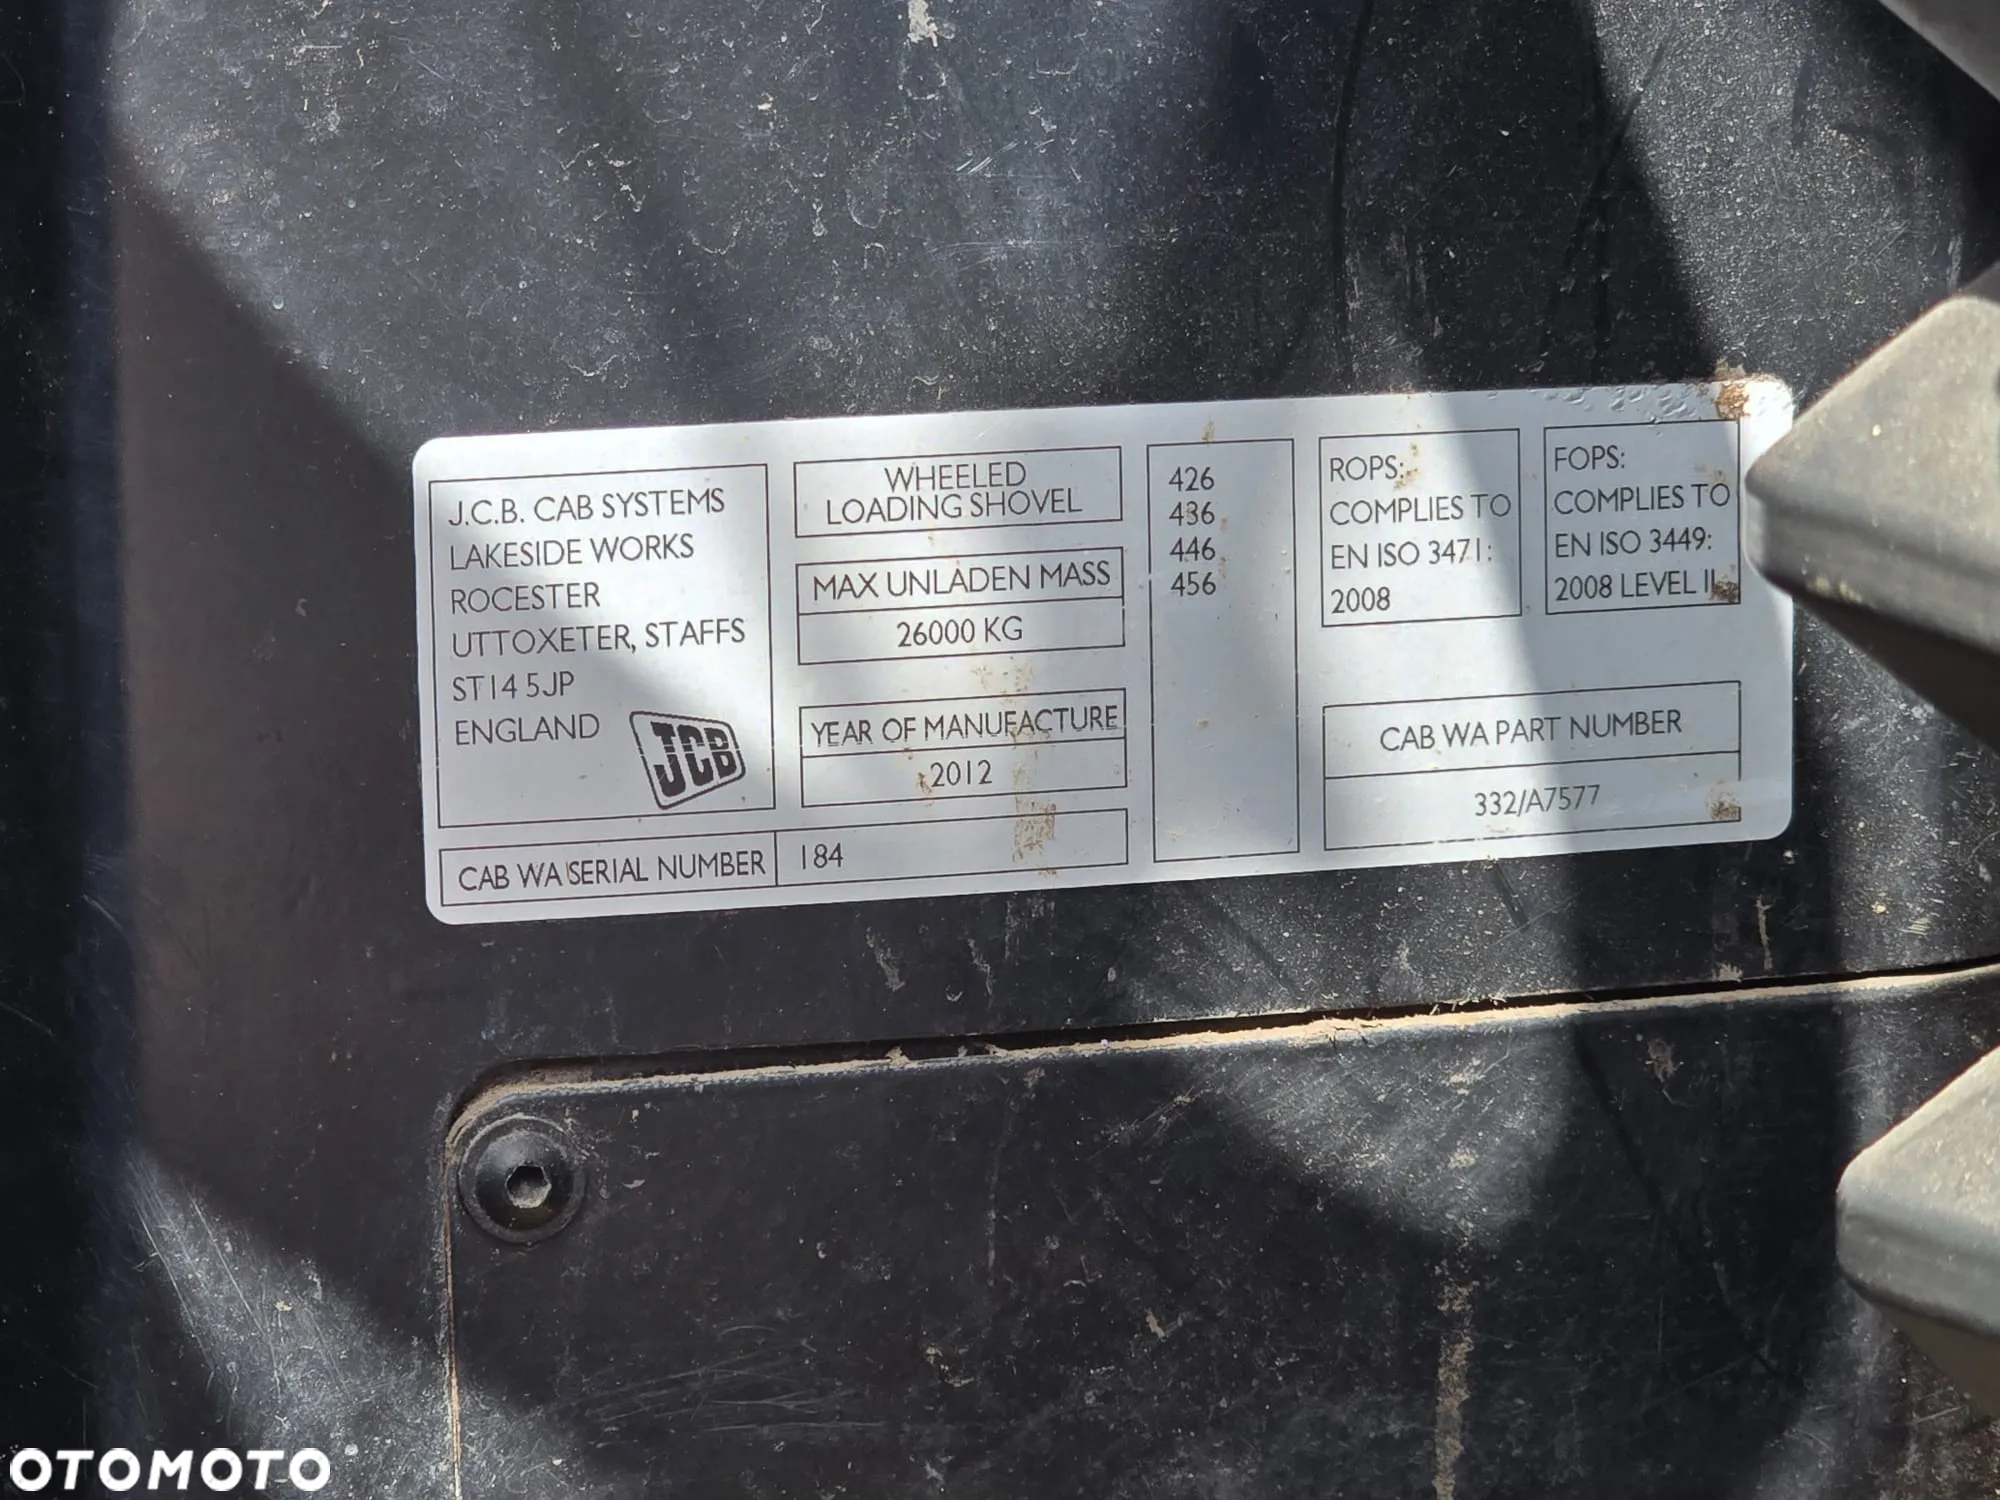 J.C.B. CAB SYSTEMS
LAKESIDE WORKS
ROCESTER
UTTOXETER, STAFFS
ST14 5JP
ENGLAND
JCB
CAB WA SERIAL NUMBER
184
WHEELED
LOADING SHOVEL
MAX UNLADEN MASS
26000 KG
YEAR OF MANUFACTURE
2012
426
436
446
456
ROPS:
COMPLIES TO
EN ISO 3471:
2008
FOPS:
COMPLIES TO
EN ISO 3449:
2008 LEVEL II
CAB WA PART NUMBER
332/A7577
OTOMOTO